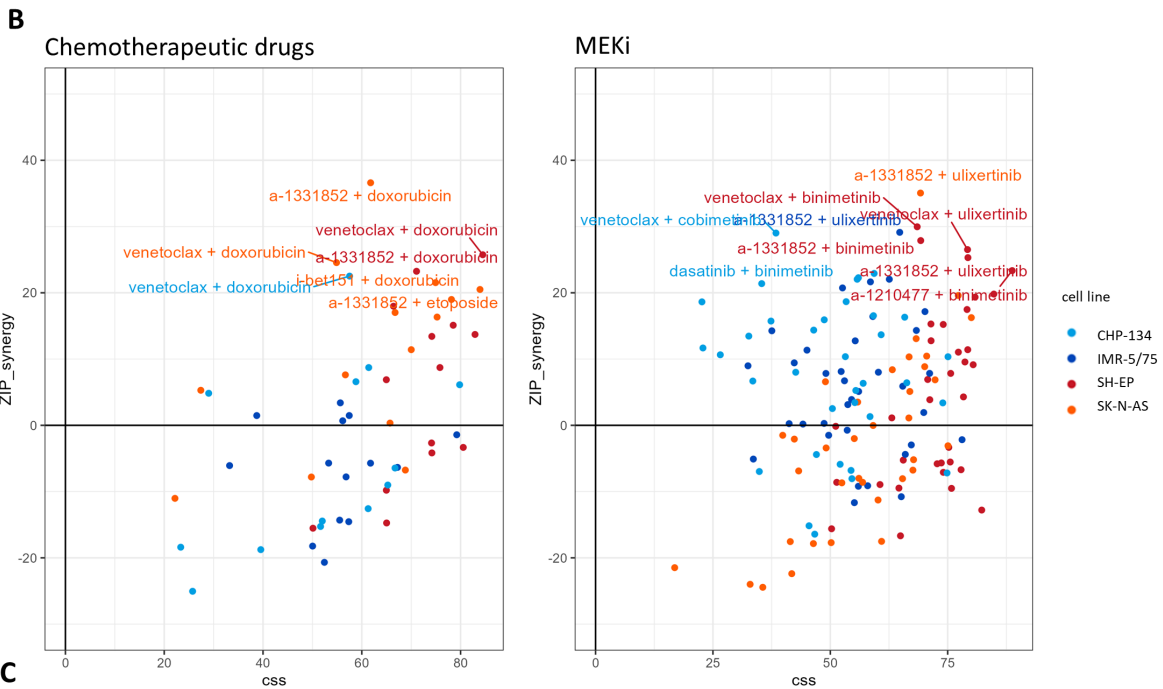 B
Chemotherapeutic drugs
MEKi
ZIP_synergy
40
20
0
-20
a-1331852 + doxorubicin
venetoclax + doxorubicin
venetoclax + doxorubicin
a-1331852 + doxorubicin
i-bet151 + doxorubicin
venetoclax + doxorubicin
a-1331852 + etoposide
0
20
40
60
80
css
ZIP_synergy
40
20
0
-20
a-1331852 + ulixertinib
venetoclax + binimetinib
venetoclax + ulixertinib
venetoclax + cobimetinib
a-1331852 + ulixertinib
a-1331852 + binimetinib
dasatinib + binimetinib
a-1331852 + ulixertinib
a-1210477 + binimetinib
0
25
50
75
css
cell line
CHP-134
IMR-5/75
SH-EP
SK-N-AS
C